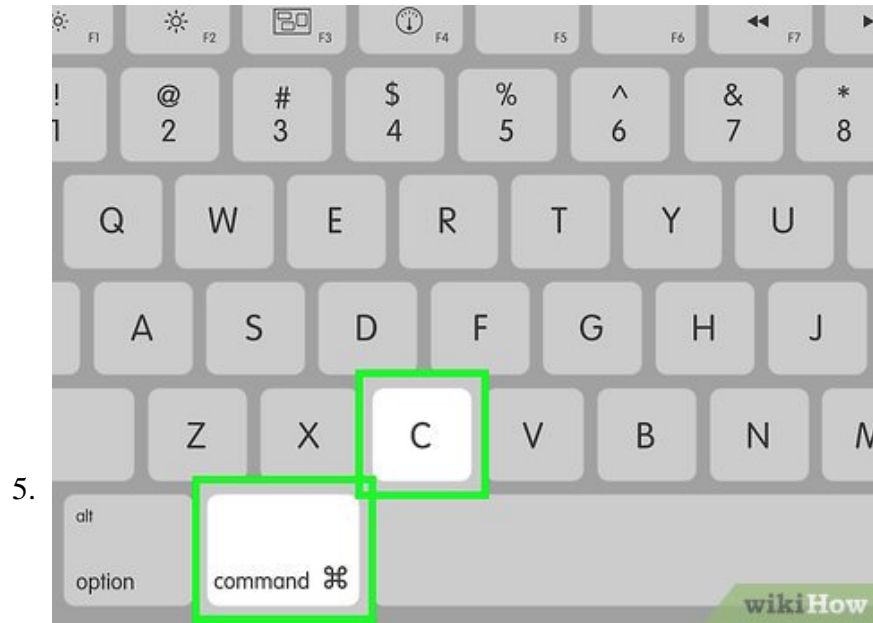 F1 F2 F3 F4 F5 F6 F7
! @ # $ % ^ & *
1 2 3 4 5 6 7 8
Q W E R T Y U
A S D F G H J
Z X C V B N M
5.
alt
option command ⌘
wikiHow